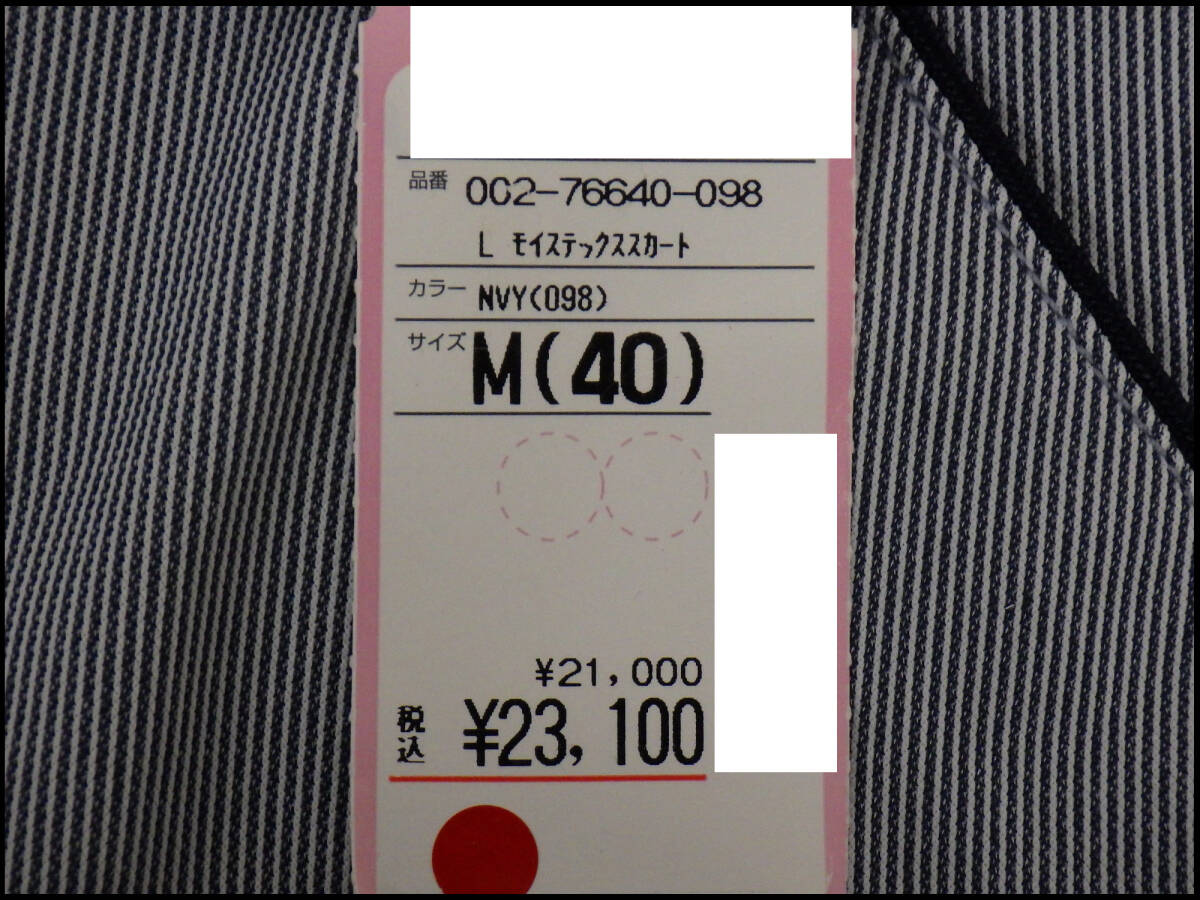 品番 002-76640-098
L モイステックススカート
カラー NVY(098)
サイズ M(40)
¥21,000
税込 ¥23,100